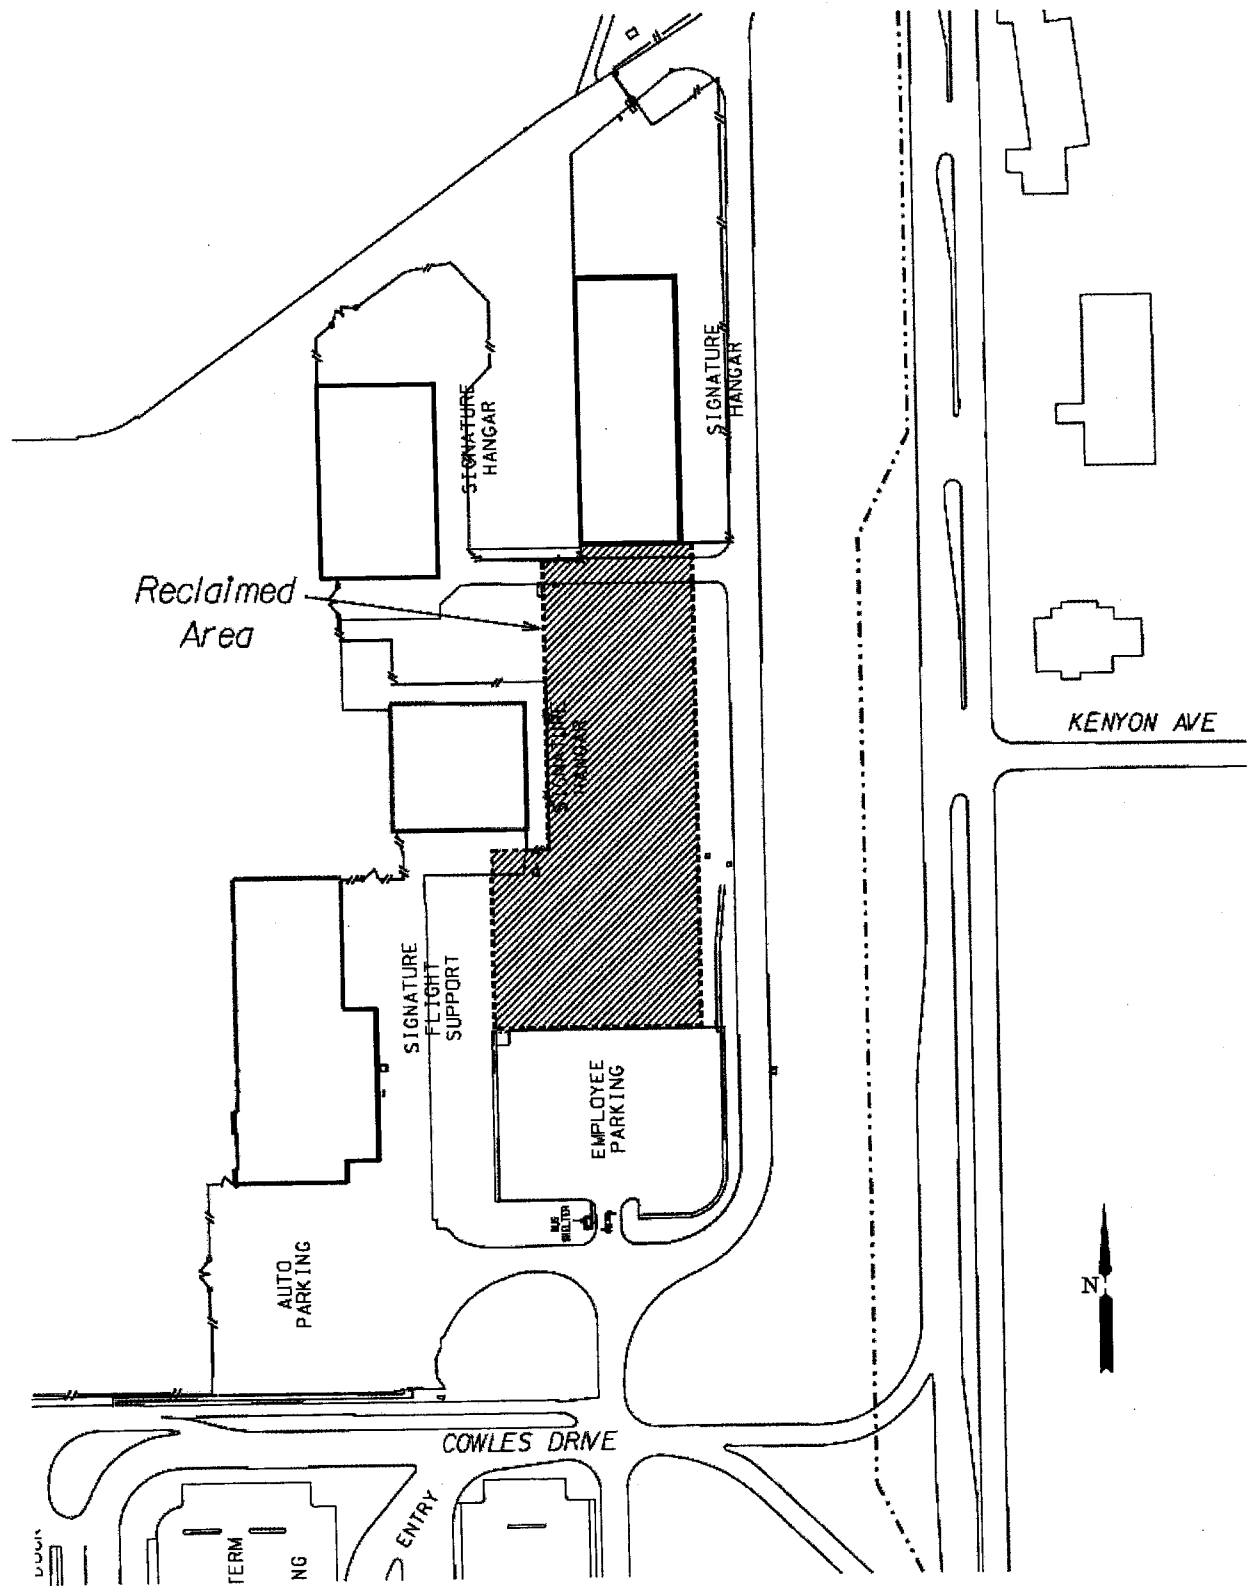 SIGNATURE
HANGAR
SIGNATURE
HANGAR
Reclaimed
Area
SIGNATURE
HANGAR
KENYON AVE
SIGNATURE
FLIGHT
SUPPORT
EMPLOYEE
PARKING
BUS
SHELTER
AUTO
PARKING
N
COWLES DRIVE
ENTRY
TERM
NG